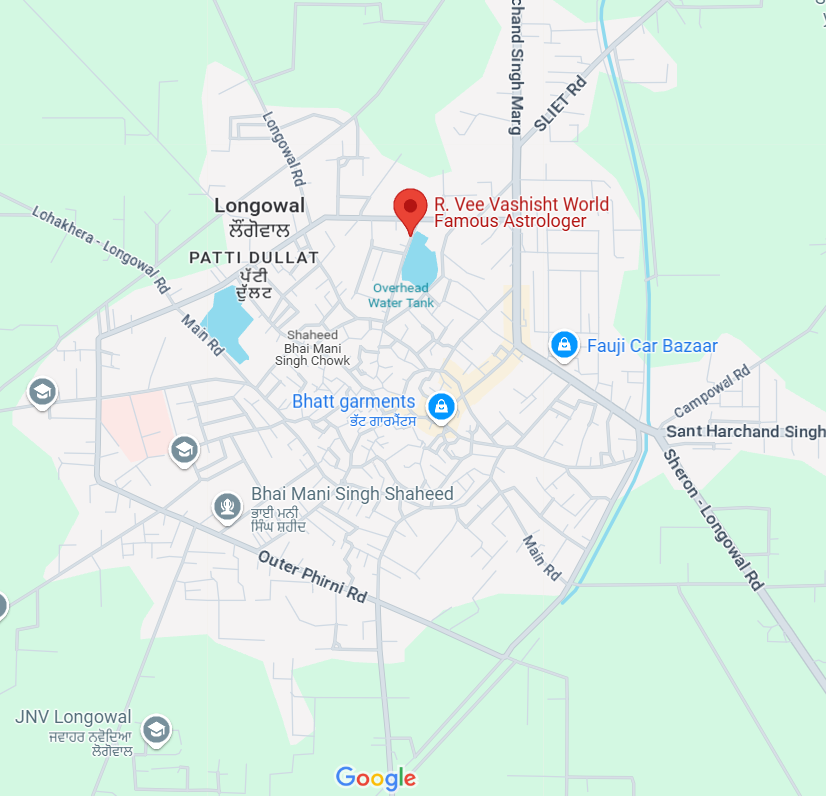 rchand Singh Marg
SLIET Rd
Longowal Rd
Longowal
ਲੌਂਗੋਵਾਲ
R. Vee Vashisht World
Famous Astrologer
Lohakhera - Longowal Rd
PATTI DULLAT
ਪੱਟੀ
ਦੁੱਲਟ
Overhead
Water Tank
Main Rd
Shaheed
Bhai Mani
Singh Chowk
Fauji Car Bazaar
Campowal Rd
Bhatt garments
ਭੱਟ ਗਾਰਮੈਂਟਸ
Sant Harchand Singh
Sheron - Longowal Rd
Bhai Mani Singh Shaheed
ਭਾਈ ਮਨੀ
ਸਿੰਘ ਸ਼ਹੀਦ
Main Rd
Outer Phirni Rd
JNV Longowal
ਜਵਾਹਰ ਨਵੋਦਿਆ
ਲੋਗੋਵਾਲ
Google